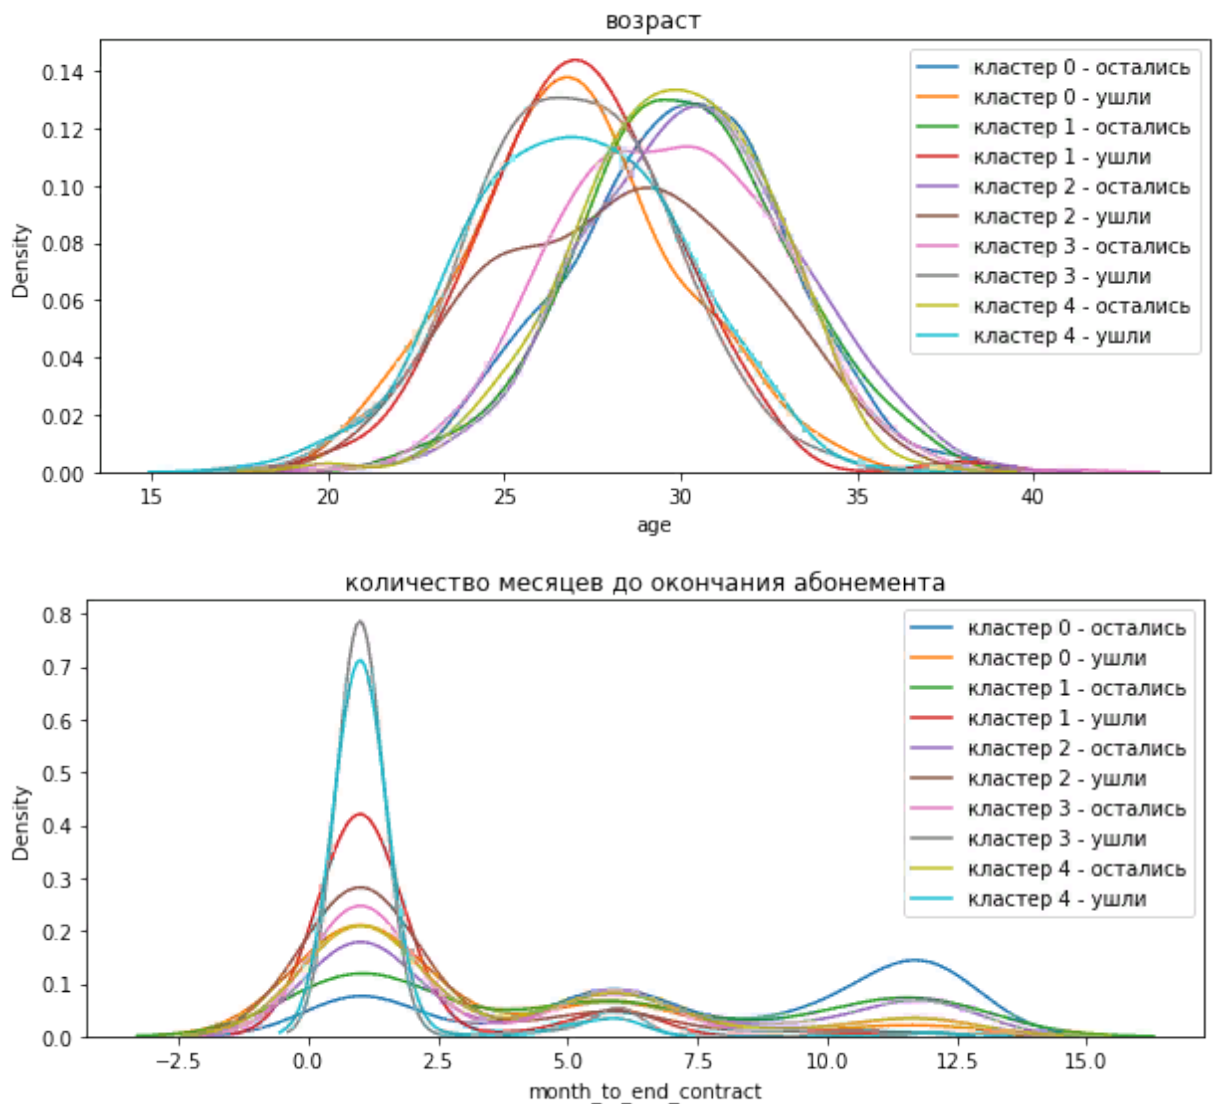 возраст
0.14
0.12
0.10
0.08
0.06
0.04
0.02
0.00
Density
кластер 0 - остались
кластер 0 - ушли
кластер 1 - остались
кластер 1 - ушли
кластер 2 - остались
кластер 2 - ушли
кластер 3 - остались
кластер 3 - ушли
кластер 4 - остались
кластер 4 - ушли
15 20 25 30 35 40
age
количество месяцев до окончания абонемента
0.8
0.7
0.6
0.5
0.4
0.3
0.2
0.1
0.0
Density
кластер 0 - остались
кластер 0 - ушли
кластер 1 - остались
кластер 1 - ушли
кластер 2 - остались
кластер 2 - ушли
кластер 3 - остались
кластер 3 - ушли
кластер 4 - остались
кластер 4 - ушли
−2.5 0.0 2.5 5.0 7.5 10.0 12.5 15.0
month_to_end_contract